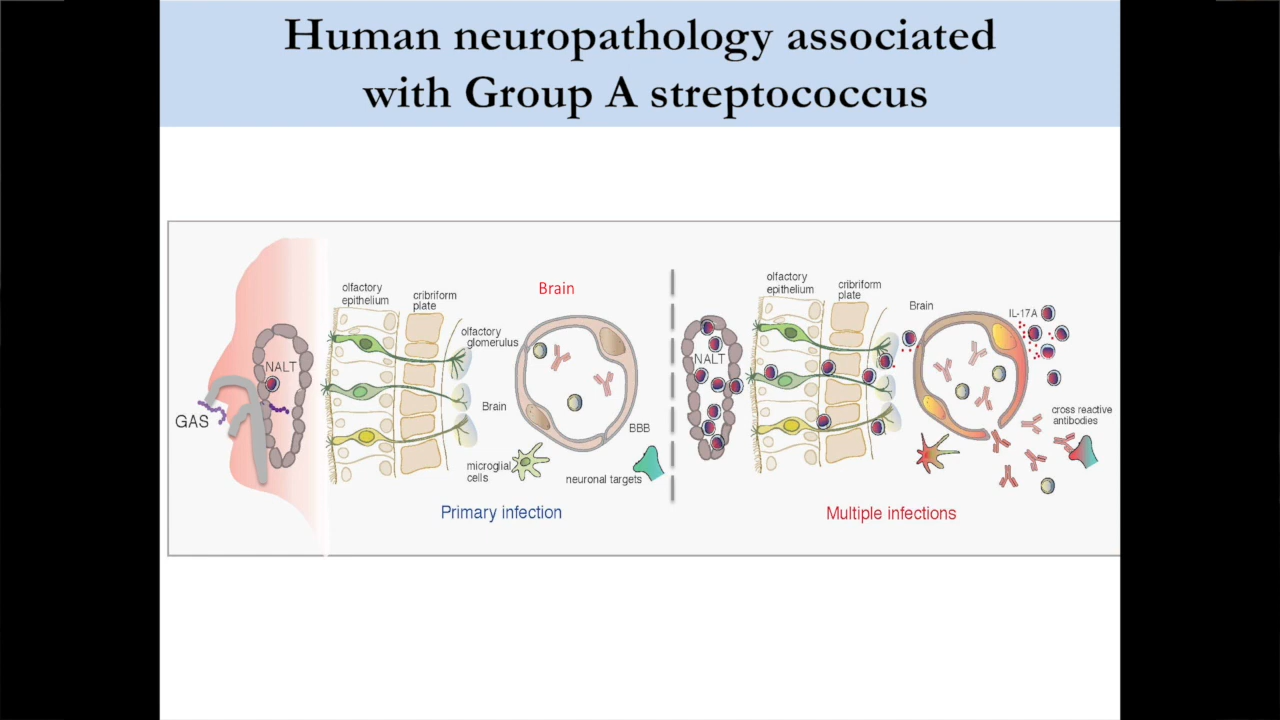 Human neuropathology associated
with Group A streptococcus
GAS
NALT
olfactory
epithelium
cribriform
plate
olfactory
glomerulus
Brain
Brain
BBB
microglial
cells
neuronal targets
Primary infection
NALT
olfactory
epithelium
cribriform
plate
Brain
IL-17A
cross reactive
antibodies
Multiple infections